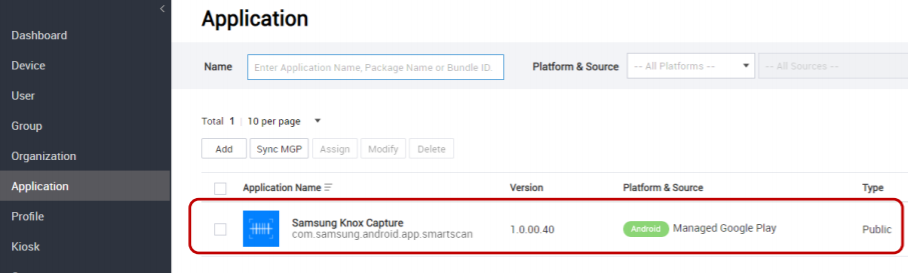 <
Dashboard
Device
User
Group
Organization
Application
Profile
Kiosk
Application
Name Enter Application Name, Package Name or Bundle ID. Platform & Source -- All Platforms -- -- All Sources --
Total 1 | 10 per page
Add Sync MGP Assign Modify Delete
Application Name Version Platform & Source Type
Samsung Knox Capture
com.samsung.android.app.smartscan 1.0.00.40 Android Managed Google Play Public